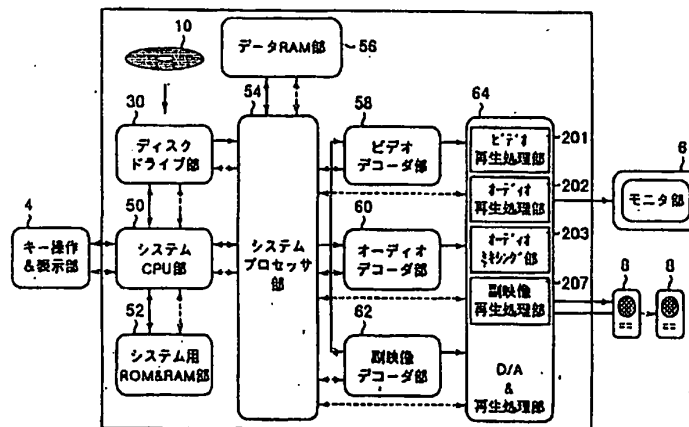 10
データRAM部
56
54
30
ディスク
ドライブ部
58
ビデオ
デコーダ部
64
ビデオ
再生処理部
201
オーディオ
再生処理部
202
6
モニタ部
4
キー操作
&表示部
50
システム
CPU部
システム
プロセッサ
部
60
オーディオ
デコーダ部
オーディオ
ミキシング部
203
副映像
再生処理部
207
8
8
52
システム用
ROM&RAM部
62
副映像
デコーダ部
D/A
&
再生処理部